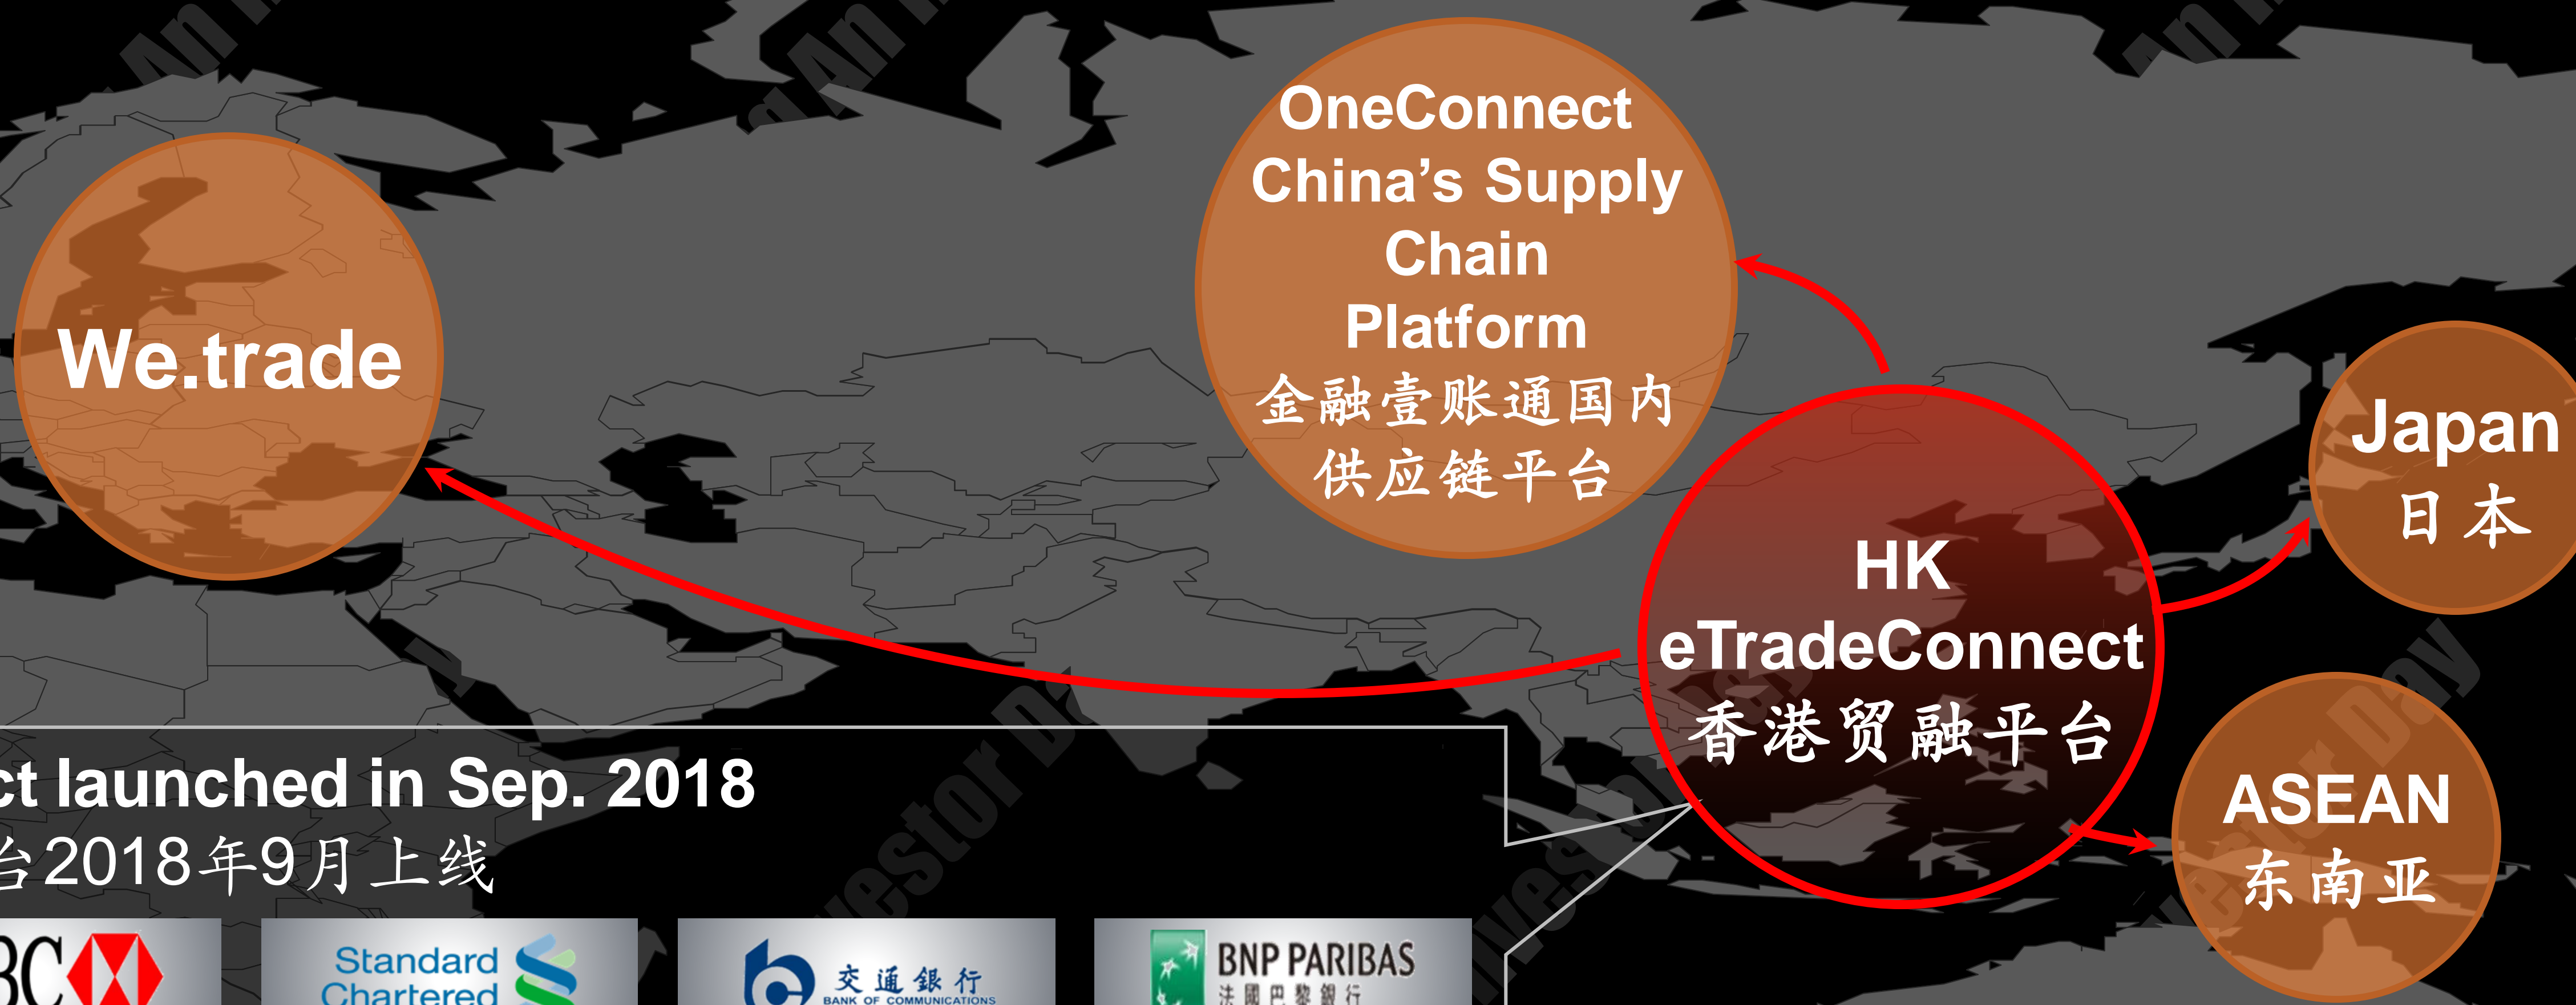 OneConnect
China's Supply
Chain
Platform
金融壹账通国内
供应链平台
We.trade
Japan
日本
HK
eTradeConnect
香港贸融平台
ASEAN
东南亚
launched in Sep. 2018
台2018年9月上线
Standard
Chartered
交通銀行
BANK OF COMMUNICATIONS
BNP PARIBAS
法國巴黎銀行
Investor Day